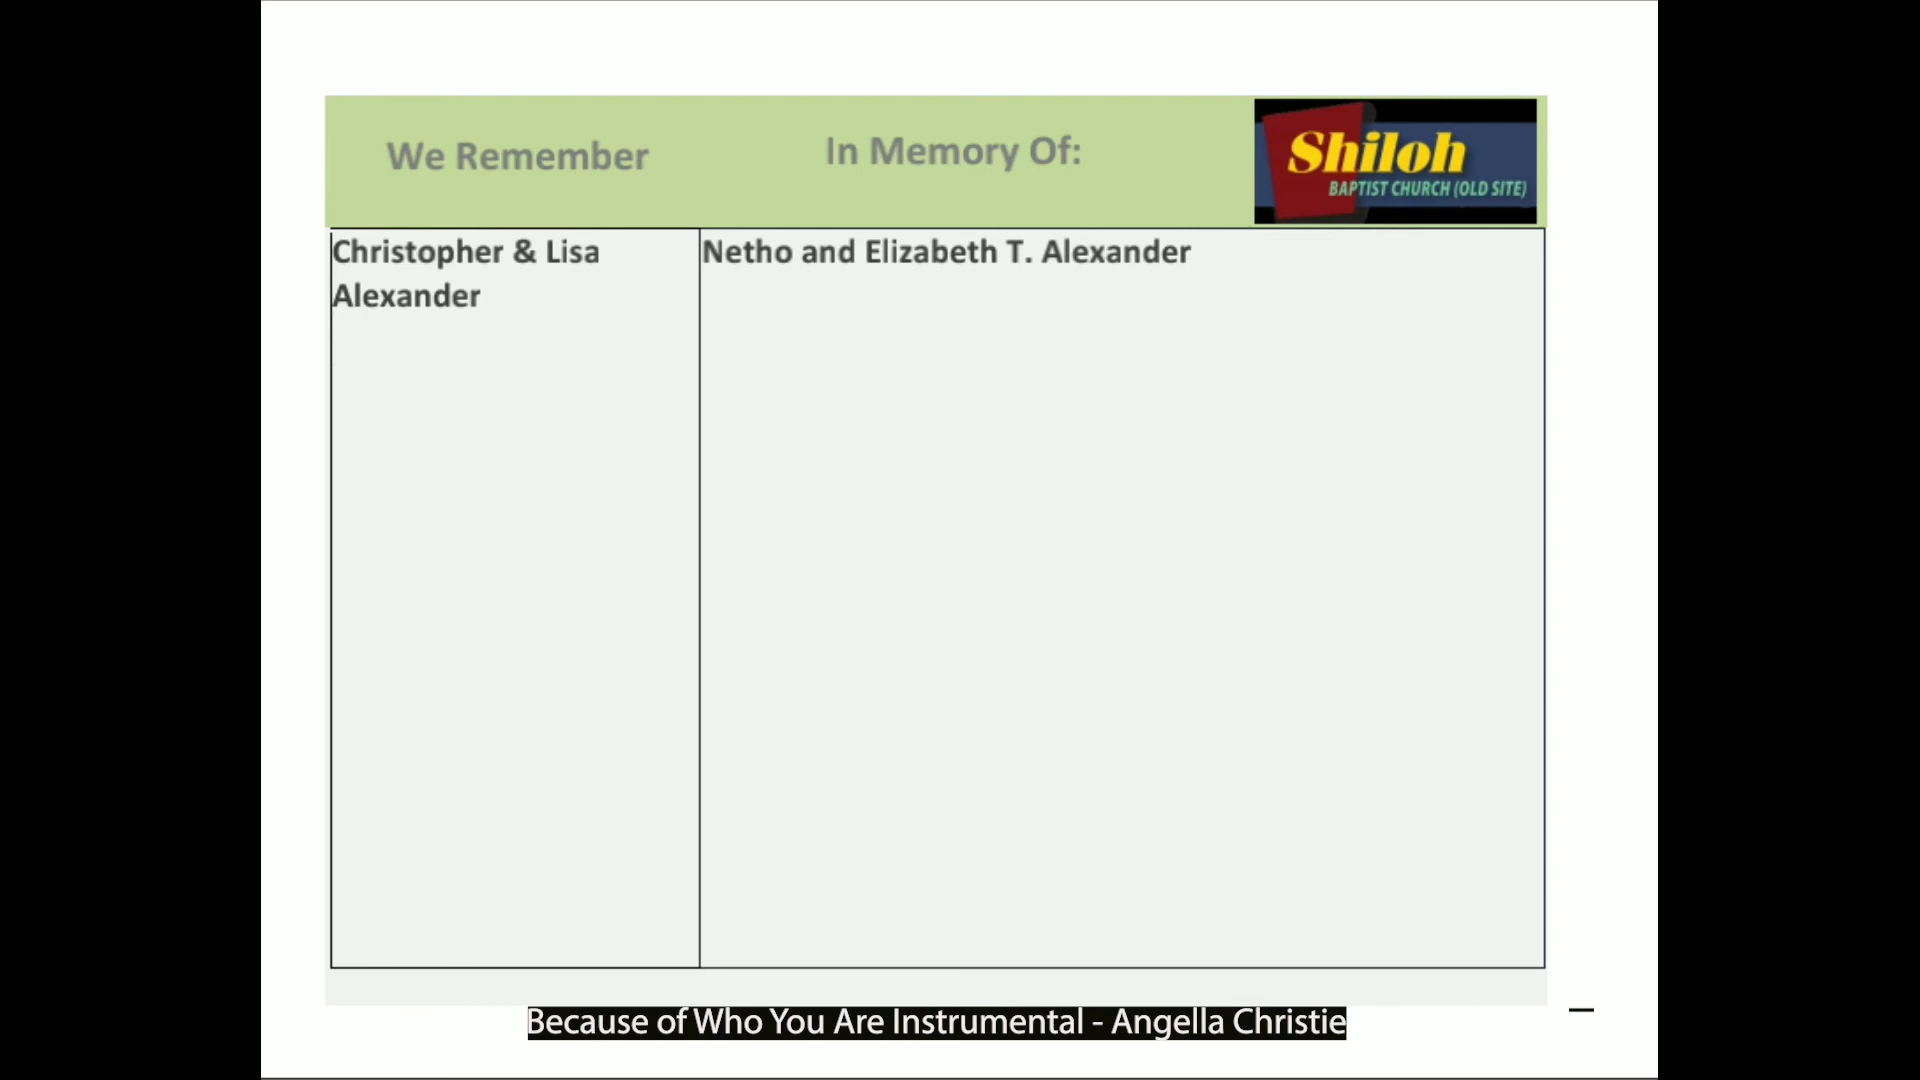 We Remember
In Memory Of:
Shiloh
BAPTIST CHURCH (OLD SITE)
Christopher & Lisa
Alexander
Netho and Elizabeth T. Alexander
Because of Who You Are Instrumental - Angella Christie